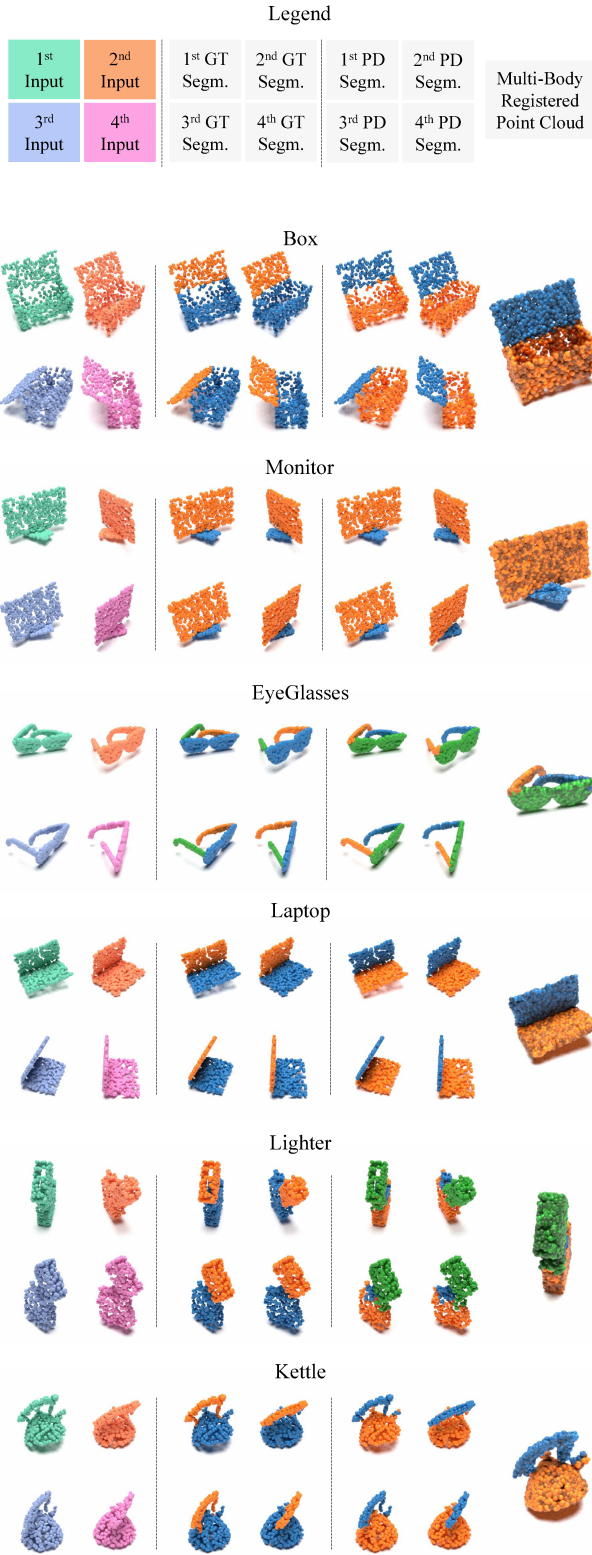 Legend
1st Input
2nd Input
1st GT Segm.
2nd GT Segm.
1st PD Segm.
2nd PD Segm.
3rd Input
4th Input
3rd GT Segm.
4th GT Segm.
3rd PD Segm.
4th PD Segm.
Multi-Body
Registered
Point Cloud
Box
Monitor
EyeGlasses
Laptop
Lighter
Kettle